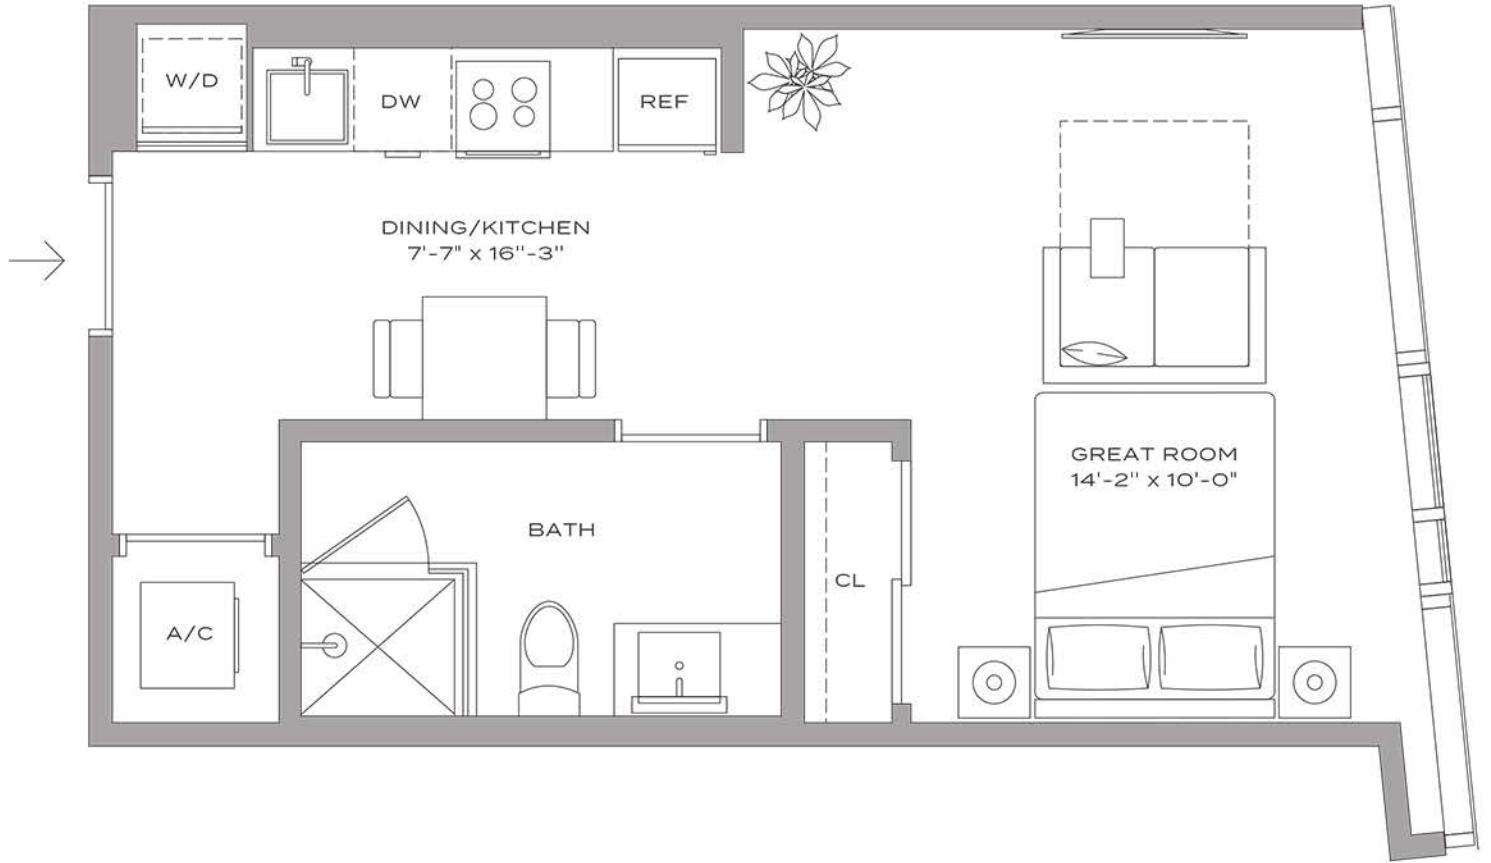 W/D
DW
REF
DINING/KITCHEN
7'-7" x 16''-3''
GREAT ROOM
14'-2'' x 10'-0"
BATH
CL
A/C